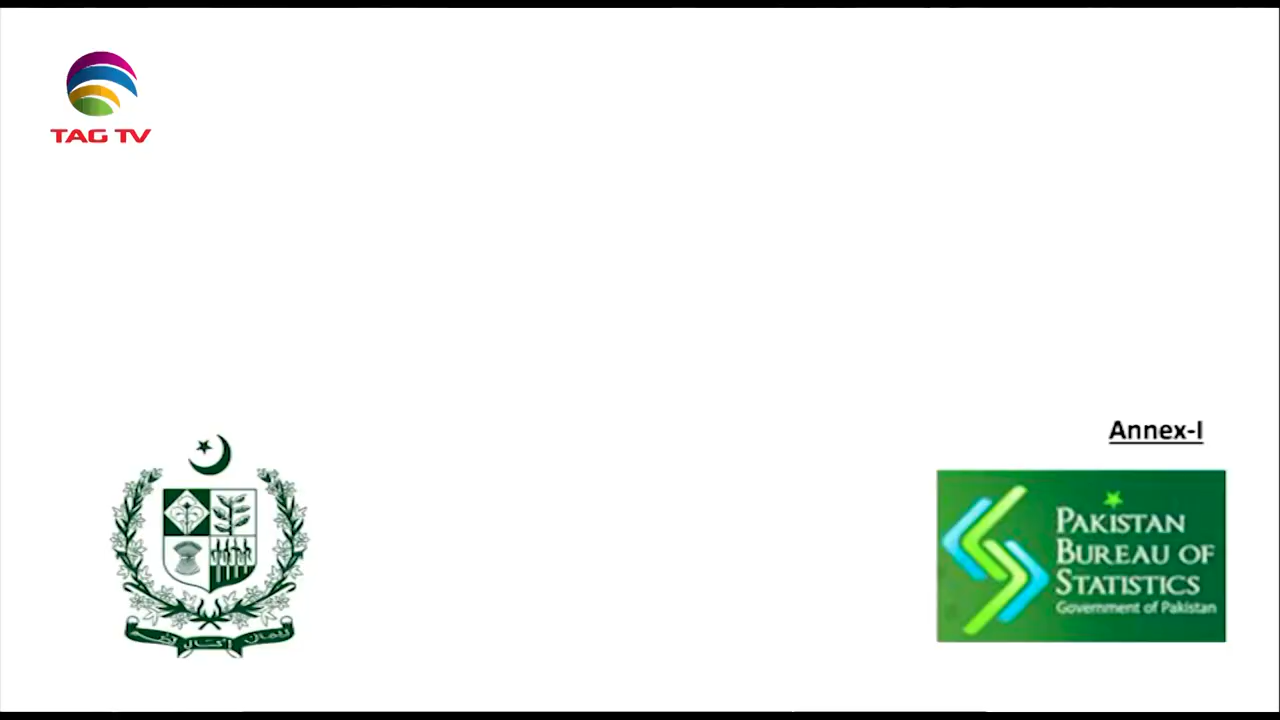 TAG TV
Annex-I
PAKISTAN
BUREAU OF
STATISTICS
Government of Pakistan